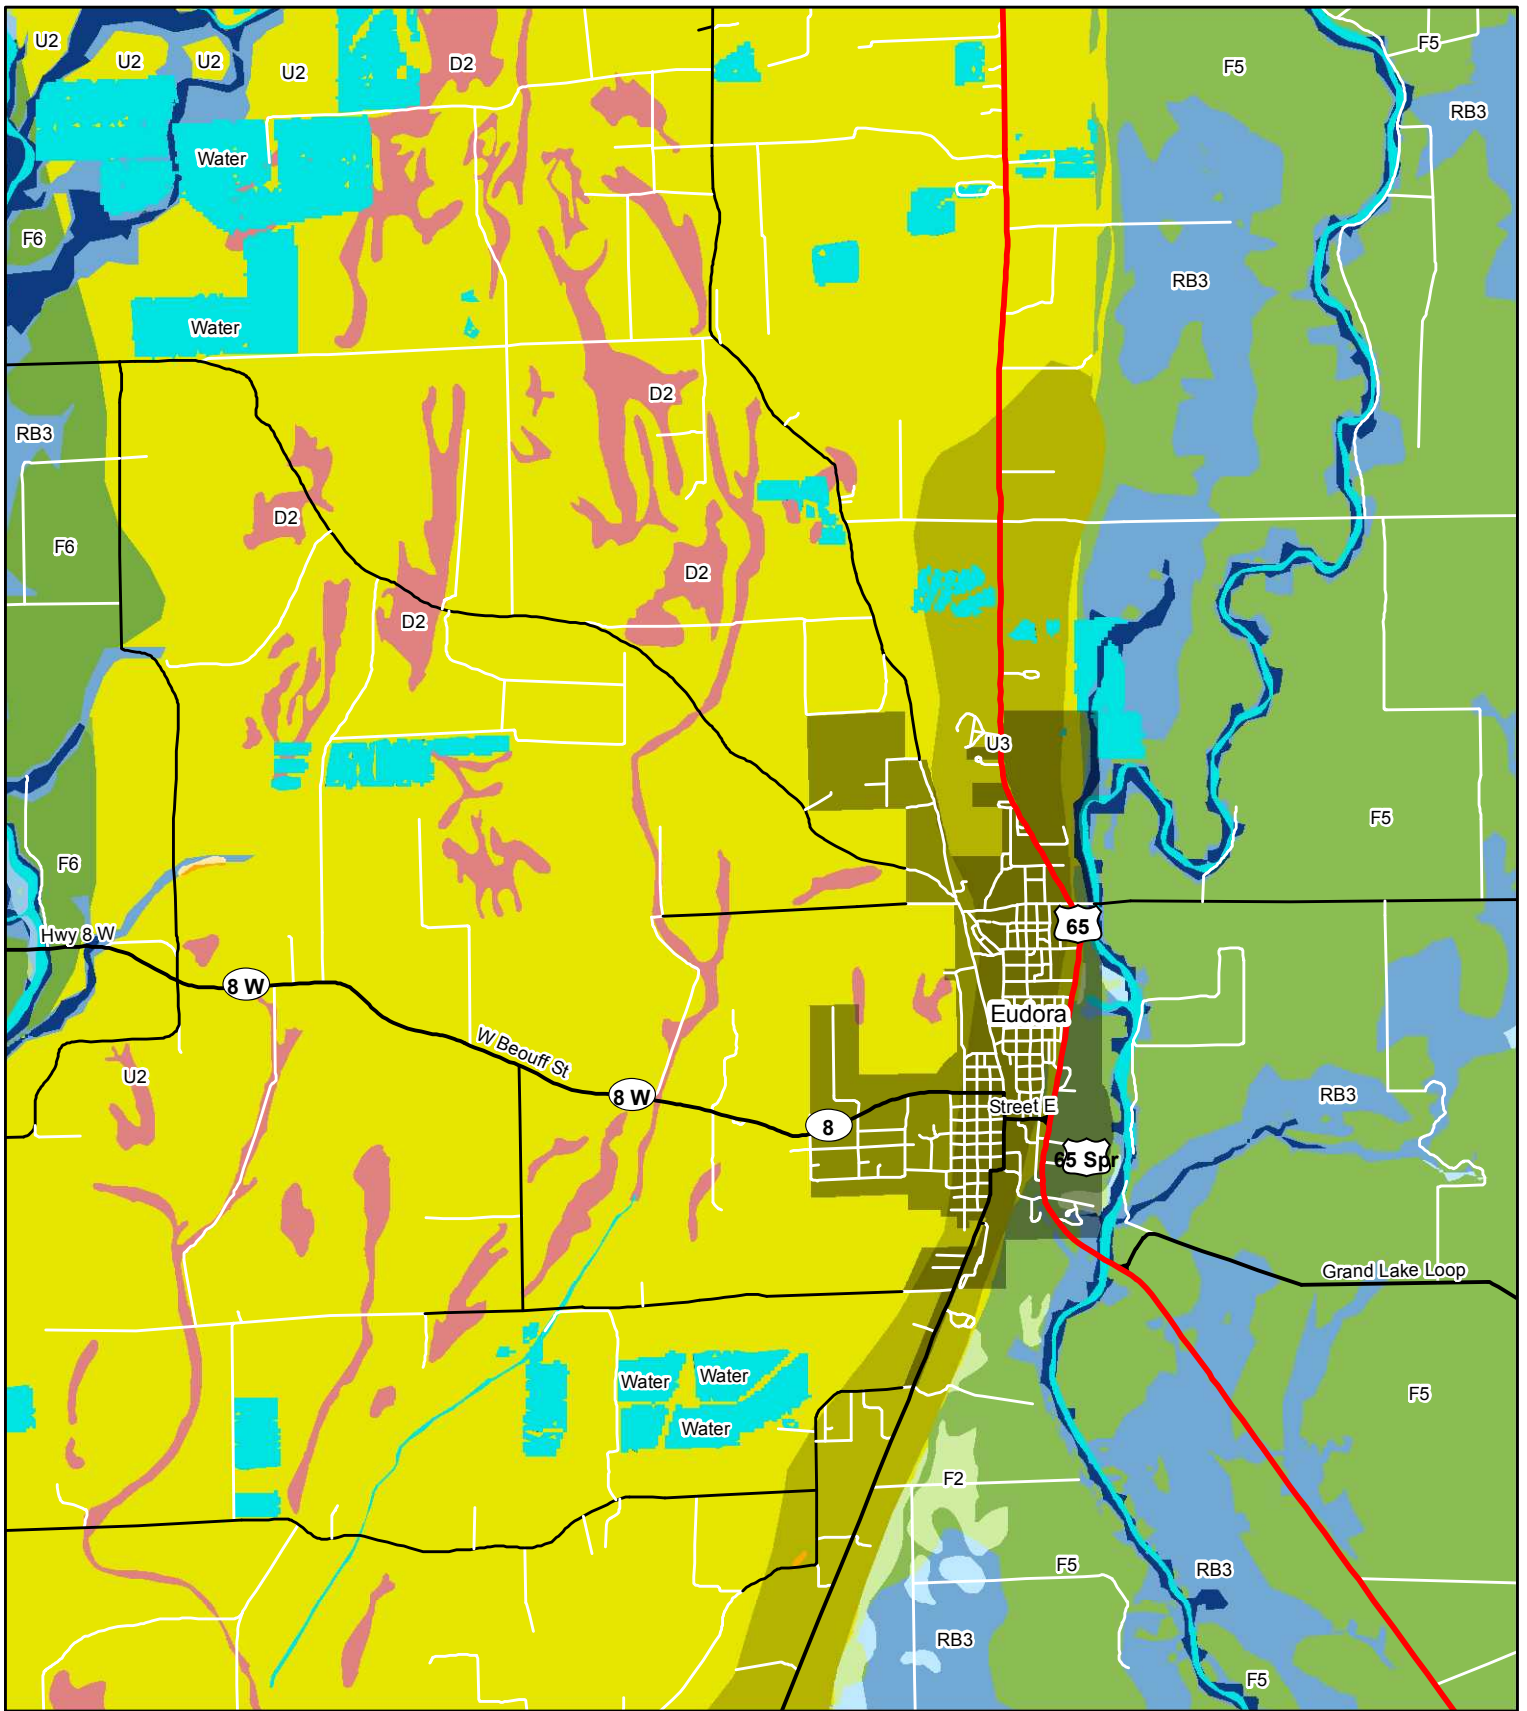 U2
U2
U2
U2
D2
F5
F5
RB3
Water
F6
RB3
Water
D2
RB3
D2
F6
D2
D2
U3
F5
F6
Hwy 8 W
65
8 W
Eudora
W Beouff St
U2
8 W
Street E
RB3
8
65 Spr
Grand Lake Loop
Water
Water
F5
Water
F2
F5
RB3
RB3
F5